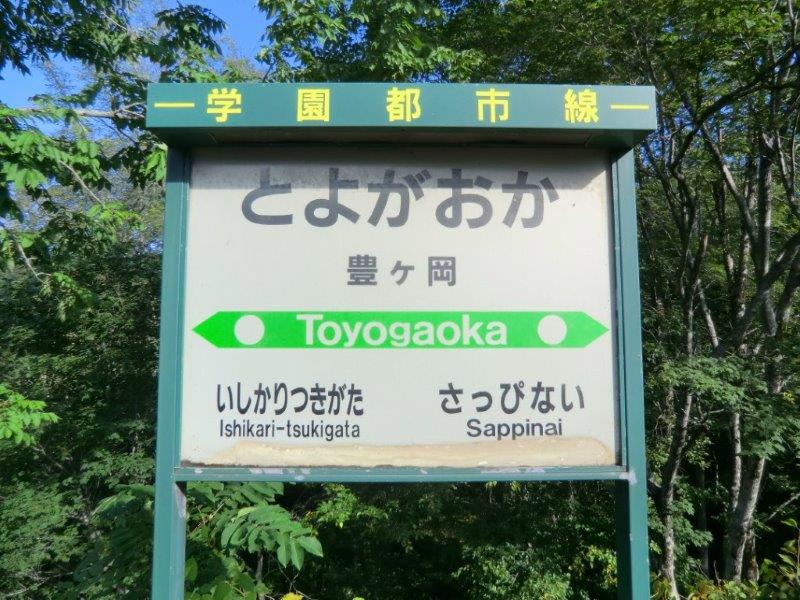 —学園都市線—
とよがおか
豊ヶ岡
Toyogaoka
いしかりつきがた さっぴない
Ishikari-tsukigata Sappinai